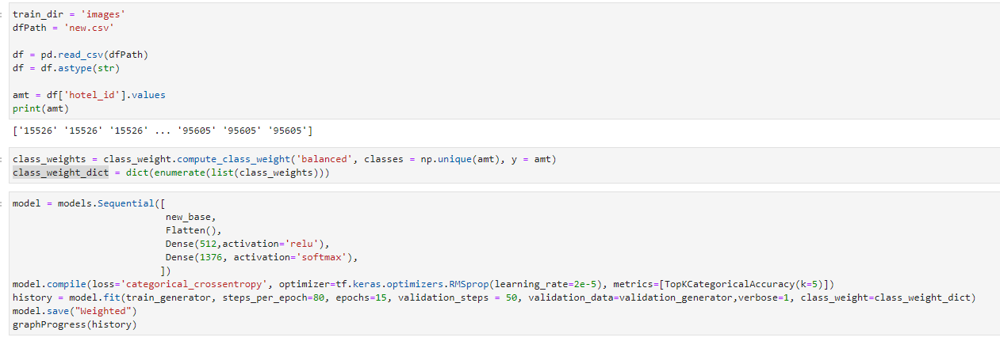 train_dir = 'images'
dfPath = 'new.csv'
df = pd.read_csv(dfPath)
df = df.astype(str)
amt = df['hotel_id'].values
print(amt)
['15526' '15526' '15526' ... '95605' '95605' '95605']
class_weights = class_weight.compute_class_weight('balanced', classes = np.unique(amt), y = amt)
class_weight_dict = dict(enumerate(list(class_weights)))
model = models.Sequential([
new_base,
Flatten(),
Dense(512,activation='relu'),
Dense(1376, activation='softmax'),
])
model.compile(loss='categorical_crossentropy', optimizer=tf.keras.optimizers.RMSprop(learning_rate=2e-5), metrics=[TopKCategoricalAccuracy(k=5)])
history = model.fit(train_generator, steps_per_epoch=80, epochs=15, validation_steps = 50, validation_data=validation_generator,verbose=1, class_weight=class_weight_dict)
model.save("Weighted")
graphProgress(history)